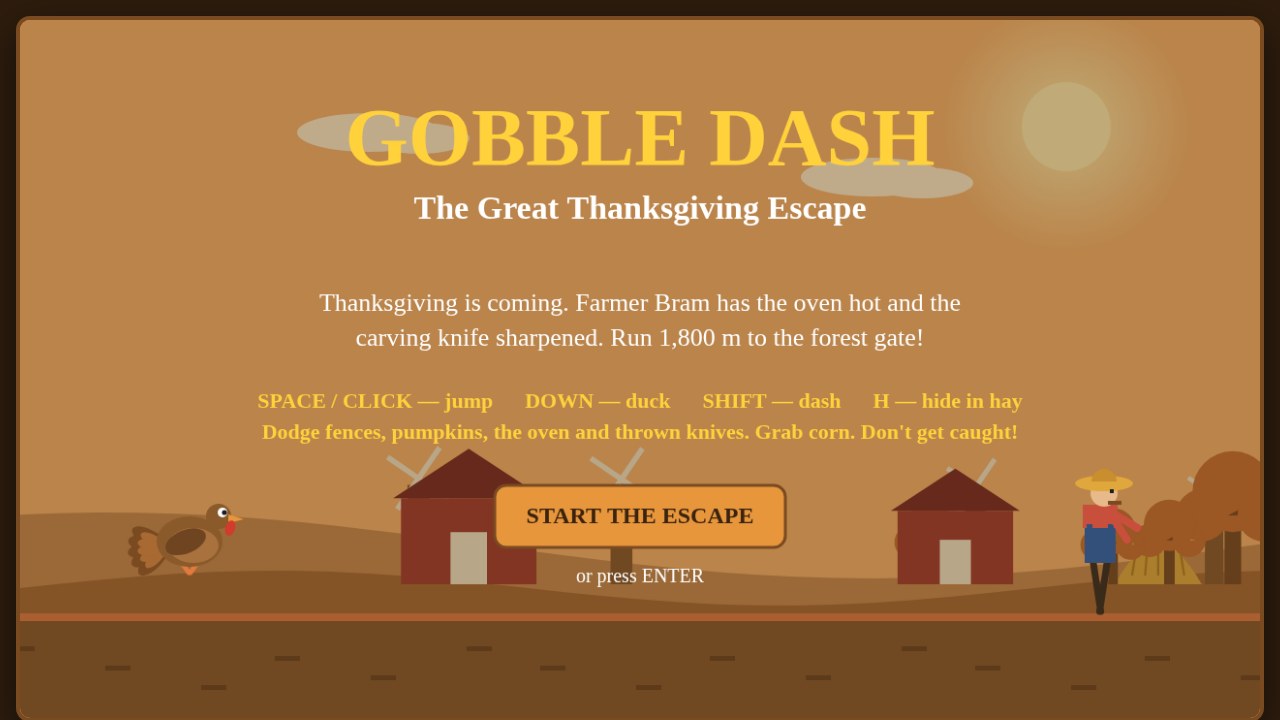 GOBBLE DASH
The Great Thanksgiving Escape
Thanksgiving is coming. Farmer Bram has the oven hot and the
carving knife sharpened. Run 1,800 m to the forest gate!
SPACE / CLICK — jump DOWN — duck SHIFT — dash H — hide in hay
Dodge fences, pumpkins, the oven and thrown knives. Grab corn. Don't get caught!
START THE ESCAPE
or press ENTER